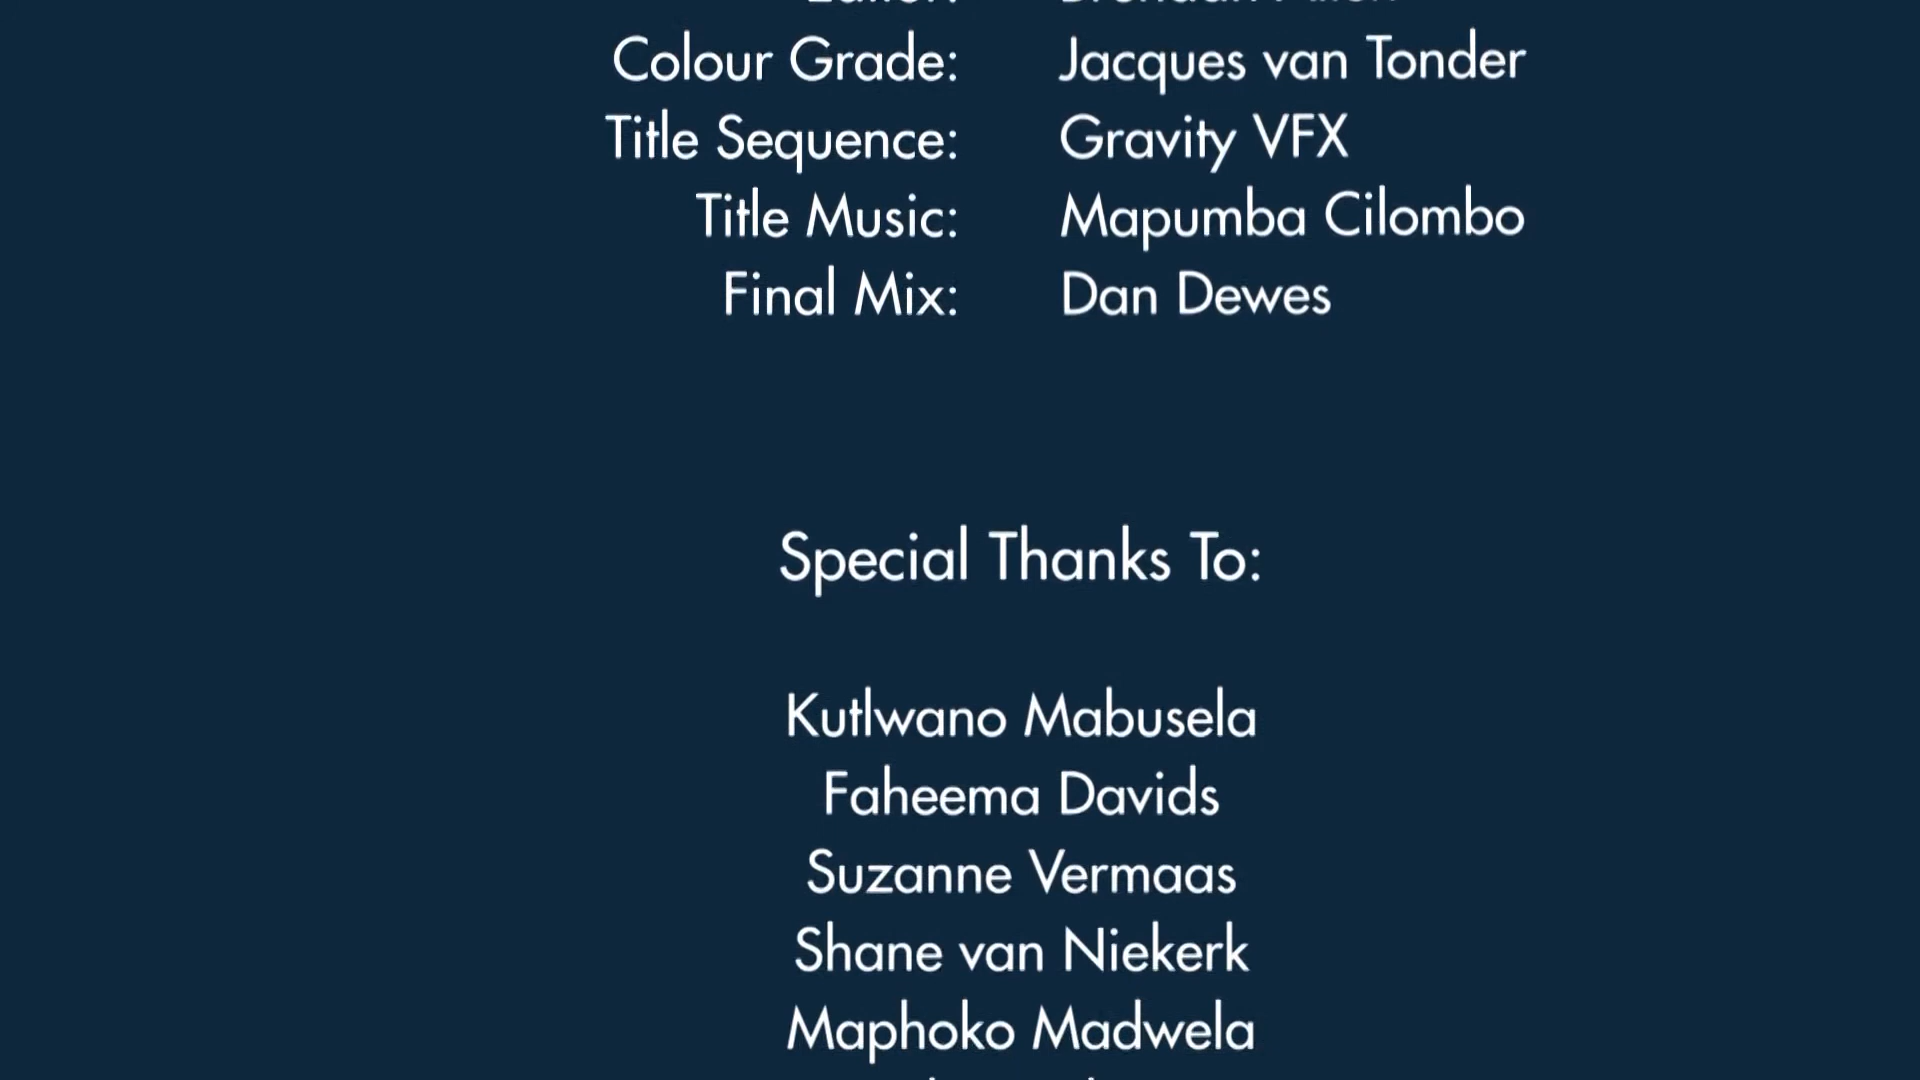 Colour Grade: Jacques van Tonder
Title Sequence: Gravity VFX
Title Music: Mapumba Cilombo
Final Mix: Dan Dewes
Special Thanks To:
Kutlwano Mabusela
Faheema Davids
Suzanne Vermaas
Shane van Niekerk
Maphoko Madwela